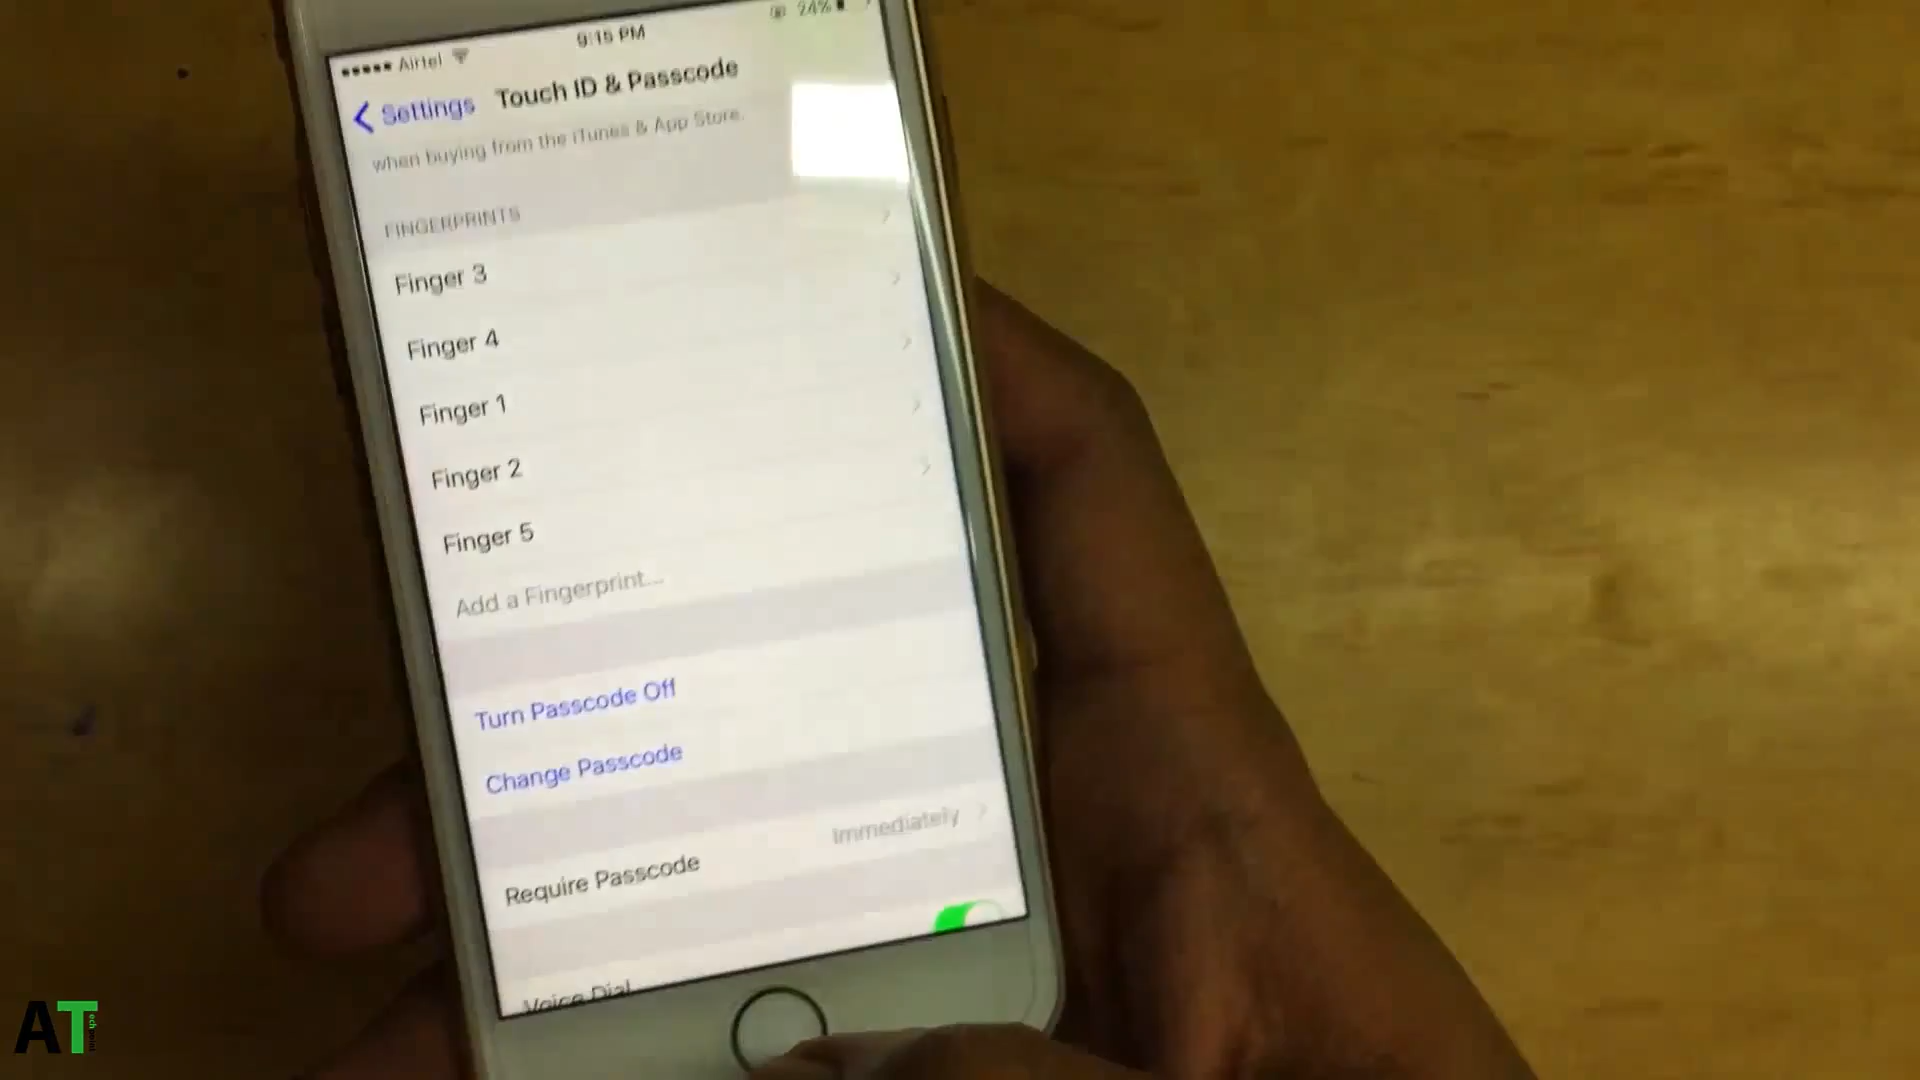 Airtel 9:15 PM 24%
Settings Touch ID & Passcode
when buying from the iTunes & App Store.
FINGERPRINTS
Finger 3
Finger 4
Finger 1
Finger 2
Finger 5
Add a Fingerprint...
Turn Passcode Off
Change Passcode
Require Passcode Immediately
Voice Dial
AT